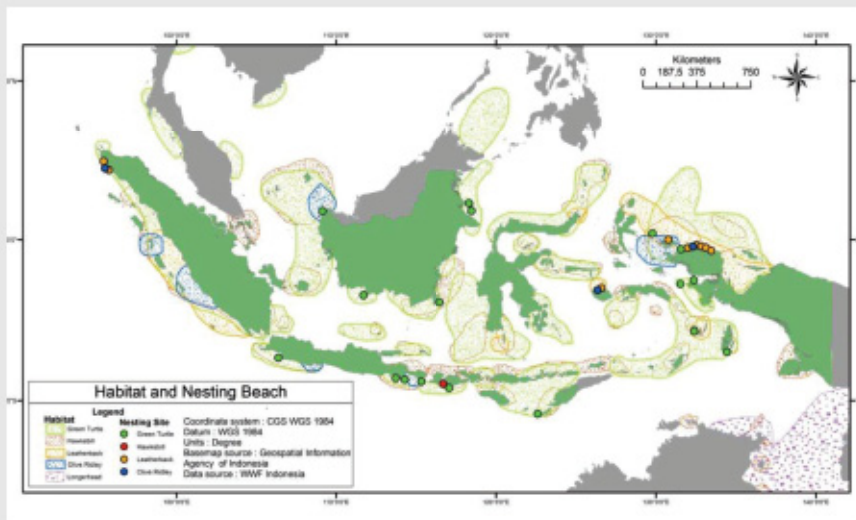 Kilometers
0 187.5 375 750
Habitat and Nesting Beach
Legend
Habitat
Green Turtle
Hawksbill
Leatherback
Olive Ridley
Nesting Site
Green Turtle
Hawksbill
Leatherback
Olive Ridley
Coordinate system : CGS WGS 1984
Datum : WGS 1984
Units : Degree
Basemap source : Geospatial Information
Agency of Indonesia
Data source : WWF Indonesia